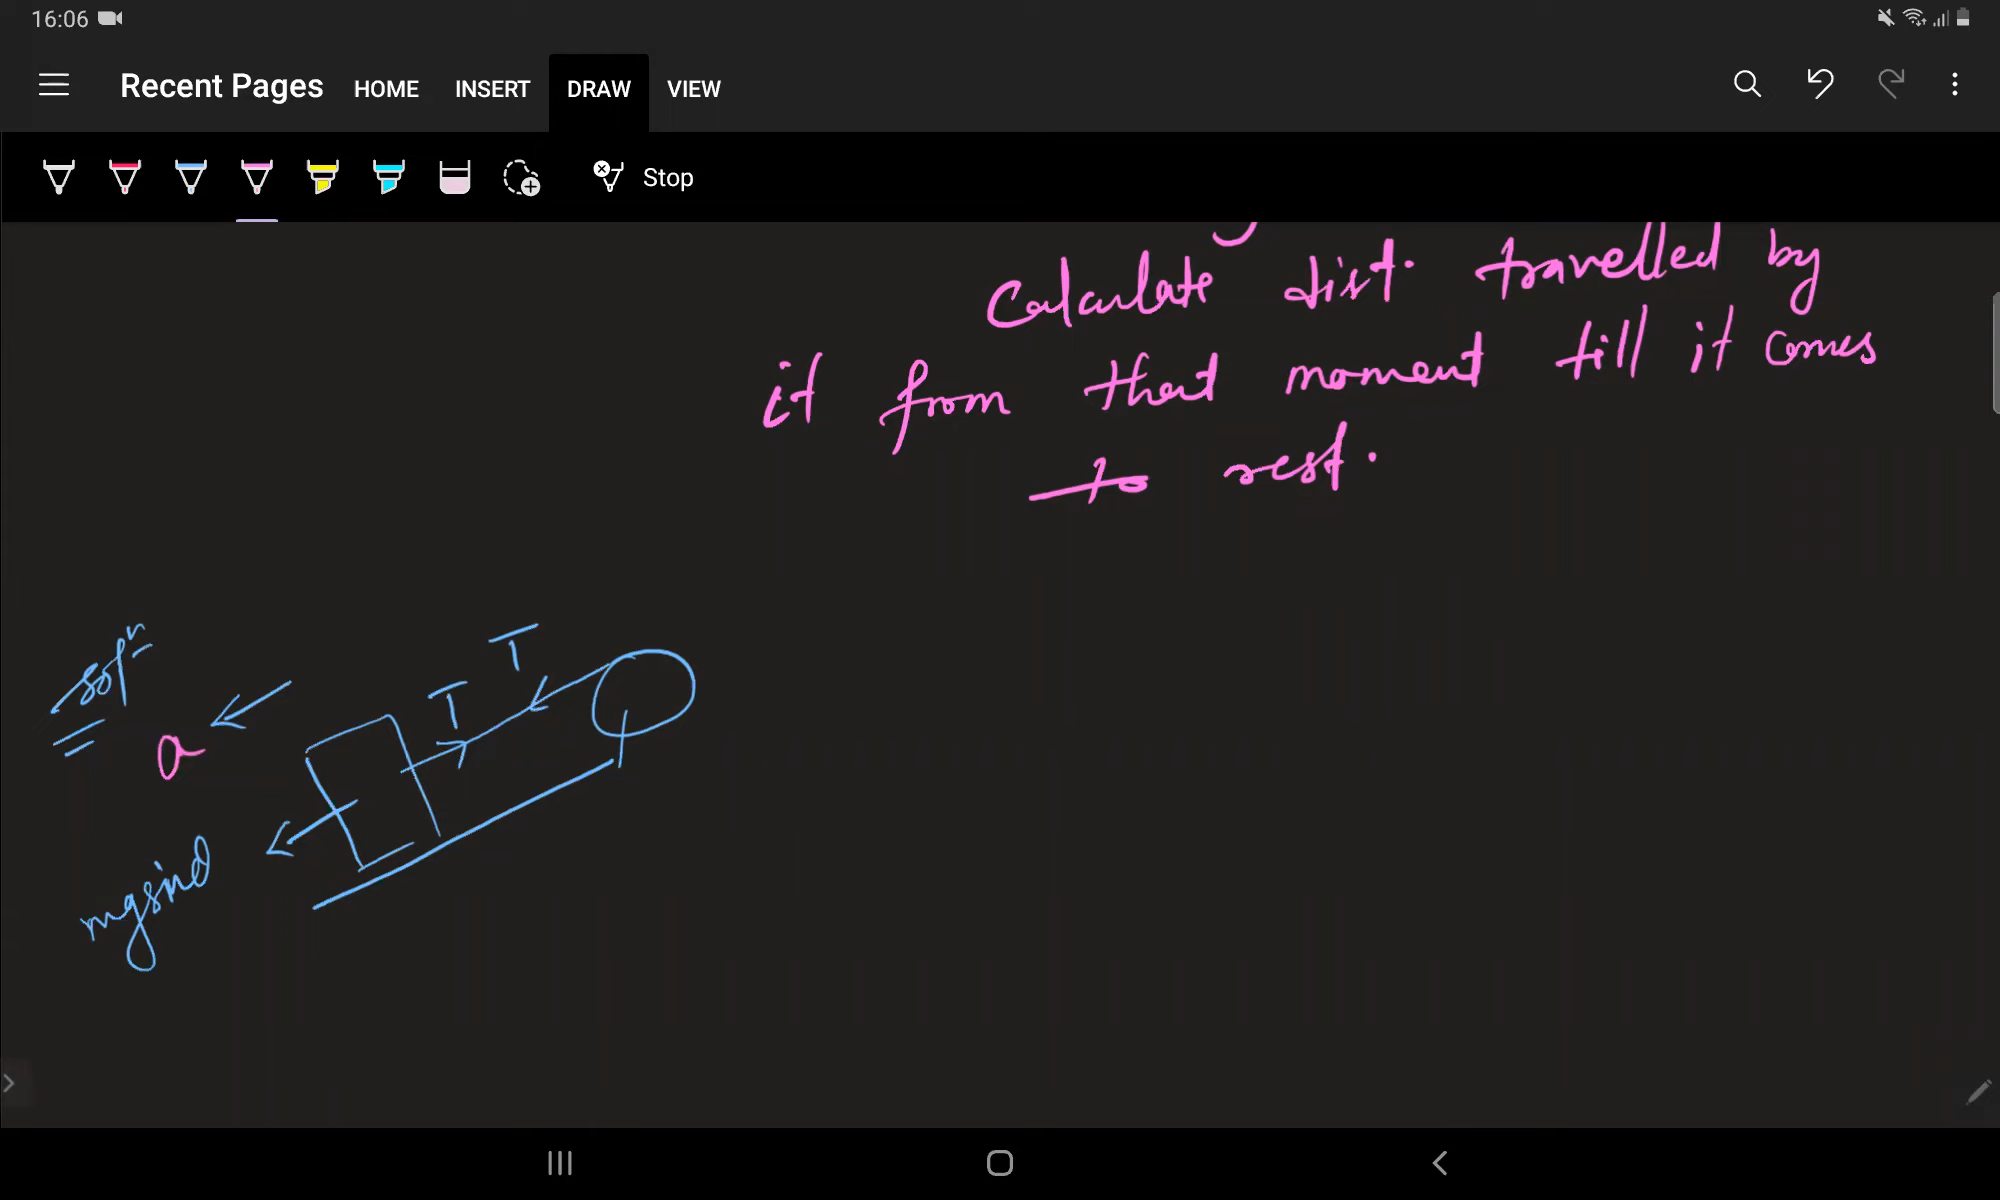 16:06
Recent Pages HOME INSERT DRAW VIEW
Stop
Calculate dist. travelled by
it from that moment till it comes
to rest.
soln
T
T
a
mgsinθ